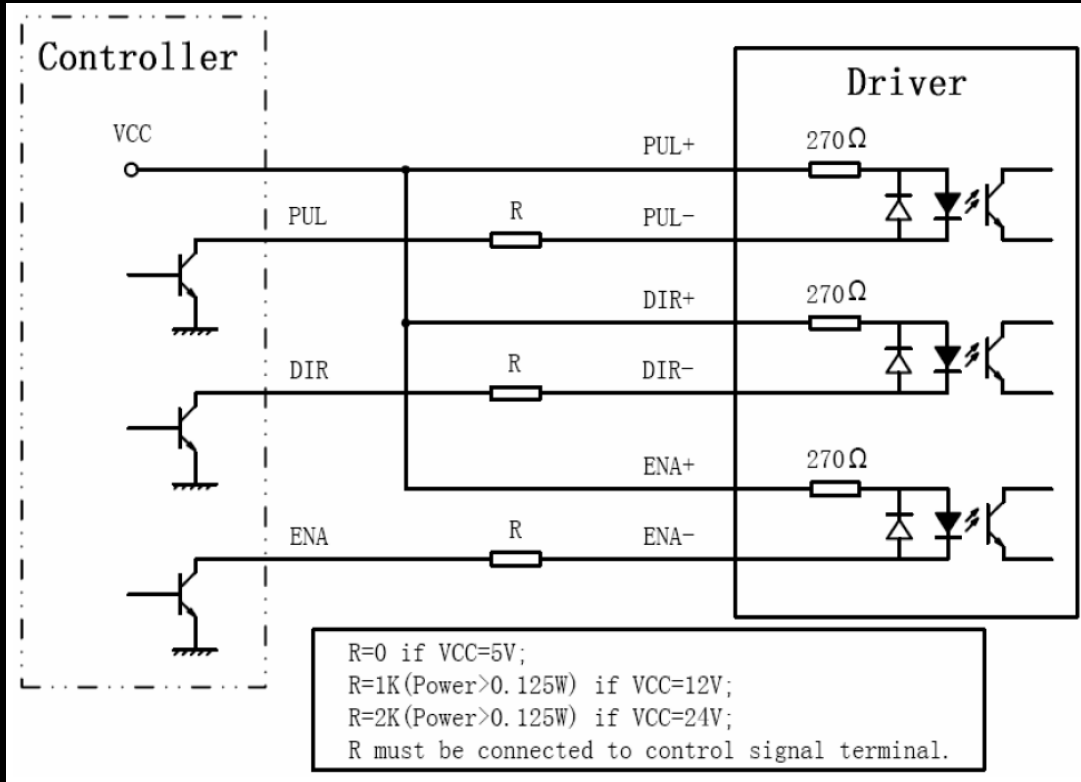 Controller
Driver
VCC
PUL+
270Ω
PUL
R
PUL-
DIR+
270Ω
DIR
R
DIR-
ENA+
270Ω
ENA
R
ENA-
R=0 if VCC=5V;
R=1K(Power>0.125W) if VCC=12V;
R=2K(Power>0.125W) if VCC=24V;
R must be connected to control signal terminal.